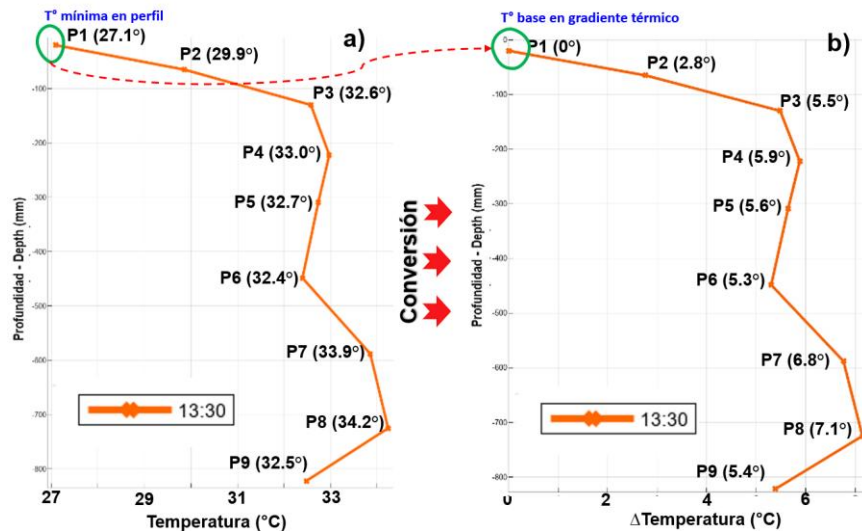 T° mínima en perfil
a)
P1 (27.1°)
P2 (29.9°)
P3 (32.6°)
P4 (33.0°)
P5 (32.7°)
P6 (32.4°)
P7 (33.9°)
P8 (34.2°)
P9 (32.5°)
13:30
-100
-200
-300
-400
-500
-600
-700
-800
Profundidad - Depth (mm)
27
29
31
33
Temperatura (°C)
Conversión
T° base en gradiente térmico
b)
P1 (0°)
P2 (2.8°)
P3 (5.5°)
P4 (5.9°)
P5 (5.6°)
P6 (5.3°)
P7 (6.8°)
P8 (7.1°)
P9 (5.4°)
13:30
0
-100
-200
-300
-400
-500
-600
-700
-800
Profundidad - Depth (mm)
0
2
4
6
ΔTemperatura (°C)